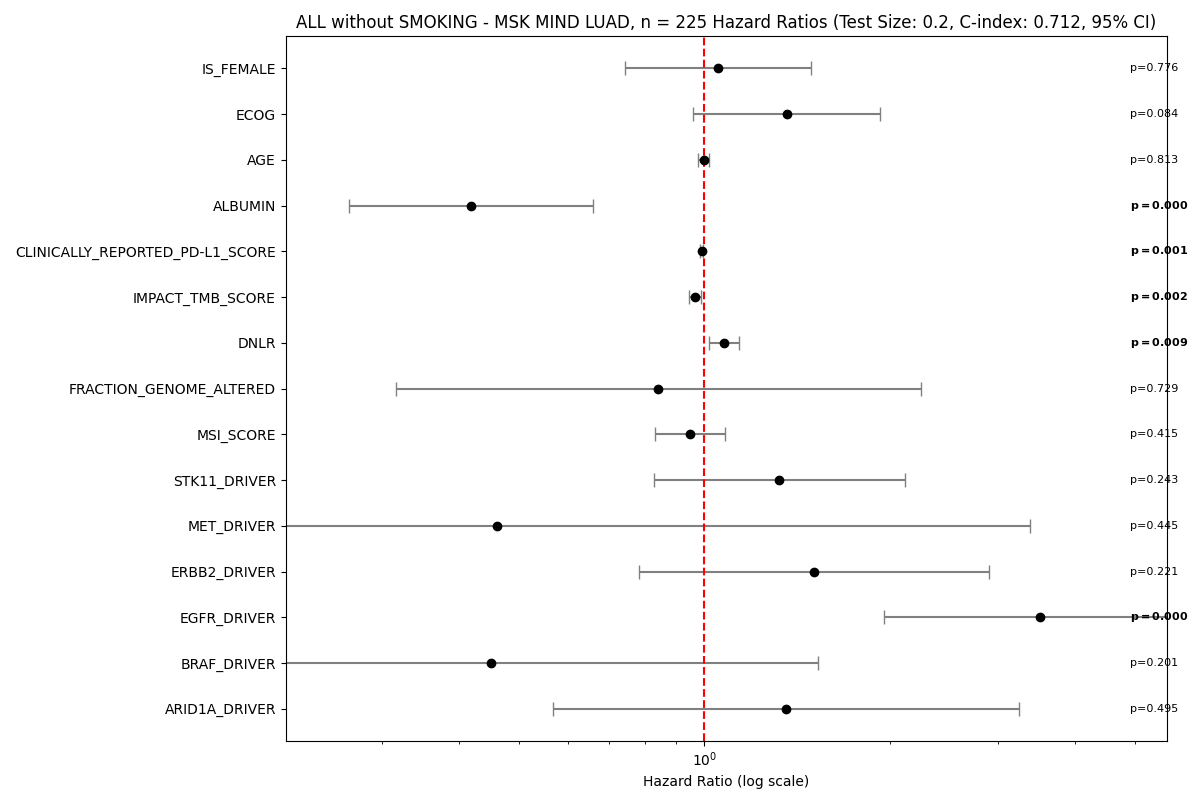 ALL without SMOKING - MSK MIND LUAD, n = 225 Hazard Ratios (Test Size: 0.2, C-index: 0.712, 95% CI)
IS_FEMALE p=0.776
ECOG p=0.084
AGE p=0.813
ALBUMIN p=0.000
CLINICALLY_REPORTED_PD-L1_SCORE p=0.001
IMPACT_TMB_SCORE p=0.002
DNLR p=0.009
FRACTION_GENOME_ALTERED p=0.729
MSI_SCORE p=0.415
STK11_DRIVER p=0.243
MET_DRIVER p=0.445
ERBB2_DRIVER p=0.221
EGFR_DRIVER p=0.000
BRAF_DRIVER p=0.201
ARID1A_DRIVER p=0.495
10⁰
Hazard Ratio (log scale)